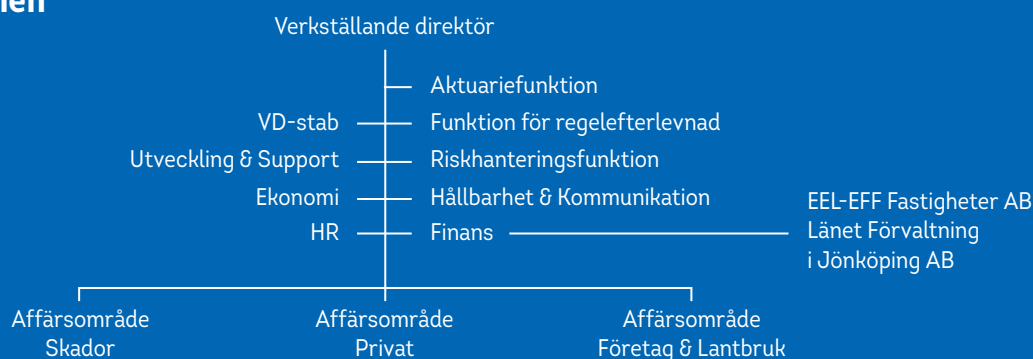 Verkställande direktör
Aktuariefunktion
VD-stab
Funktion för regelefterlevnad
Utveckling & Support
Riskhanteringsfunktion
Ekonomi
Hållbarhet & Kommunikation
HR
Finans
EEL-EFF Fastigheter AB
Länet Förvaltning
i Jönköping AB
Affärsområde
Skador
Affärsområde
Privat
Affärsområde
Företag & Lantbruk